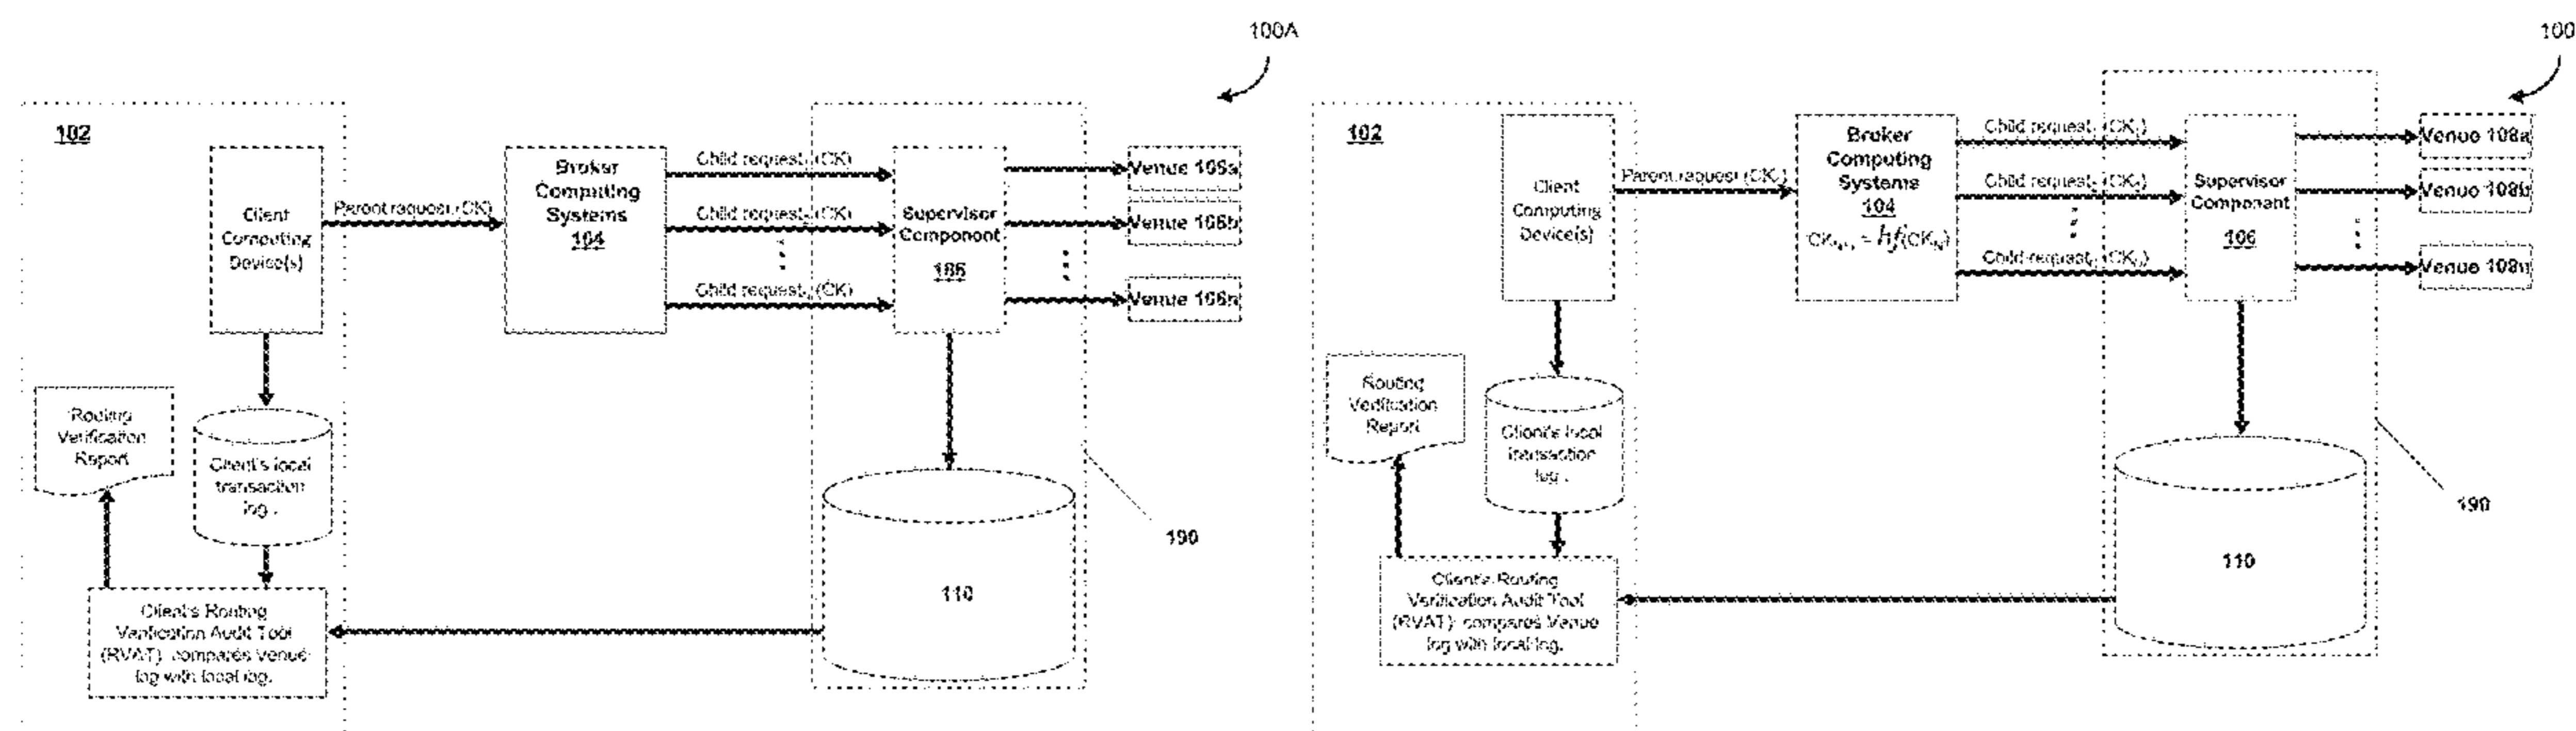 100A
102
Client
Computing
Device(s)
Parent request (CK)
Broker
Computing
Systems
104
Child request (CK)
Child request (CK)
Child request (CK)
Supervisor
Component
Venue
Venue
Venue
Routing
Verification
Report
Client's local
transaction
log.
Client's Routing
Verification Audit Tool
(RVAT): compares Venue
log with local log.
110
190
100
102
Client
Computing
Device(s)
Parent request (CK
Broker
Computing
Systems
104
Child request
Child request
Child request
Supervisor
Component
106
Venue 108a
Venue 108b
Venue 108n
Routing
Verification
Report
Client's local
transaction
log.
Client's Routing
Verification Audit Tool
(RVAT): compares Venue
log with local log.
110
190